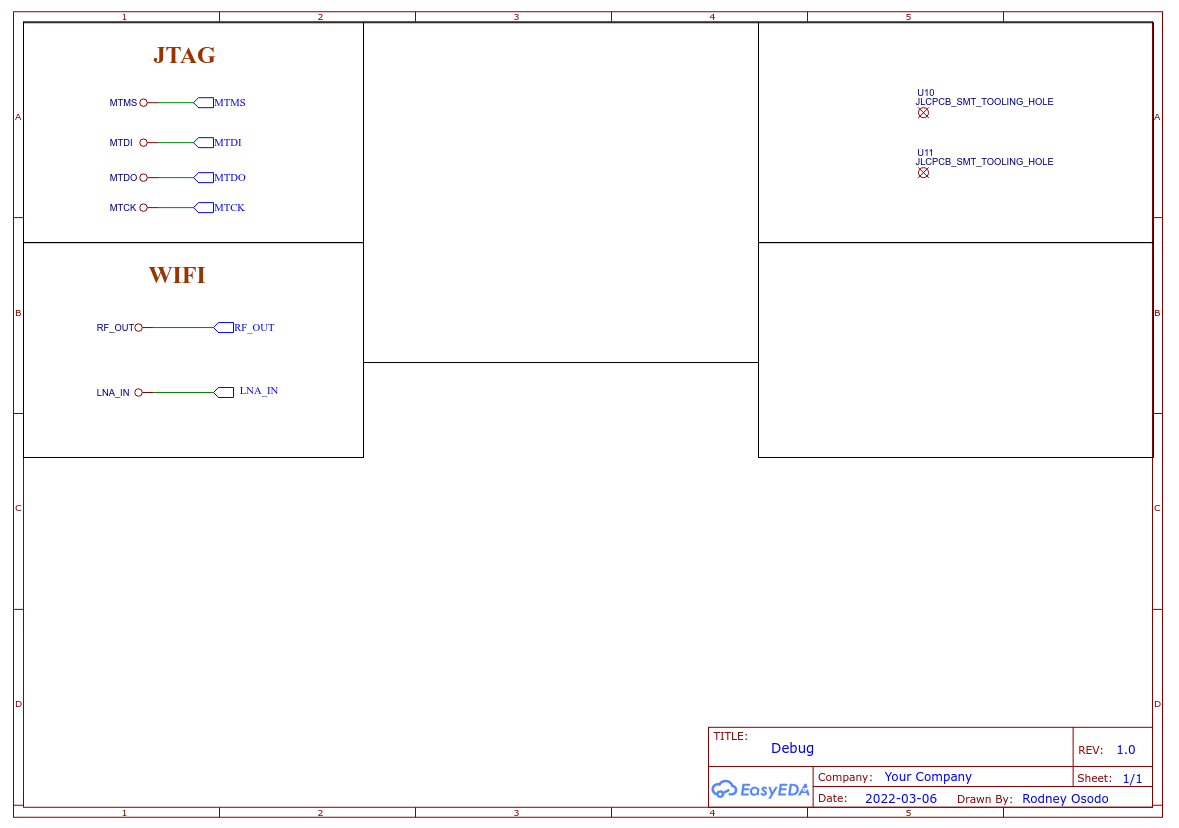 1 2 3 4 5
JTAG
MTMS MTMS
MTDI MTDI
MTDO MTDO
MTCK MTCK
U10
JLCPCB_SMT_TOOLING_HOLE
U11
JLCPCB_SMT_TOOLING_HOLE
A A
WIFI
RF_OUT RF_OUT
LNA_IN LNA_IN
B B
C C
D D
TITLE:
Debug
REV: 1.0
EasyEDA
Company: Your Company
Sheet: 1/1
Date: 2022-03-06 Drawn By: Rodney Osodo
1 2 3 4 5